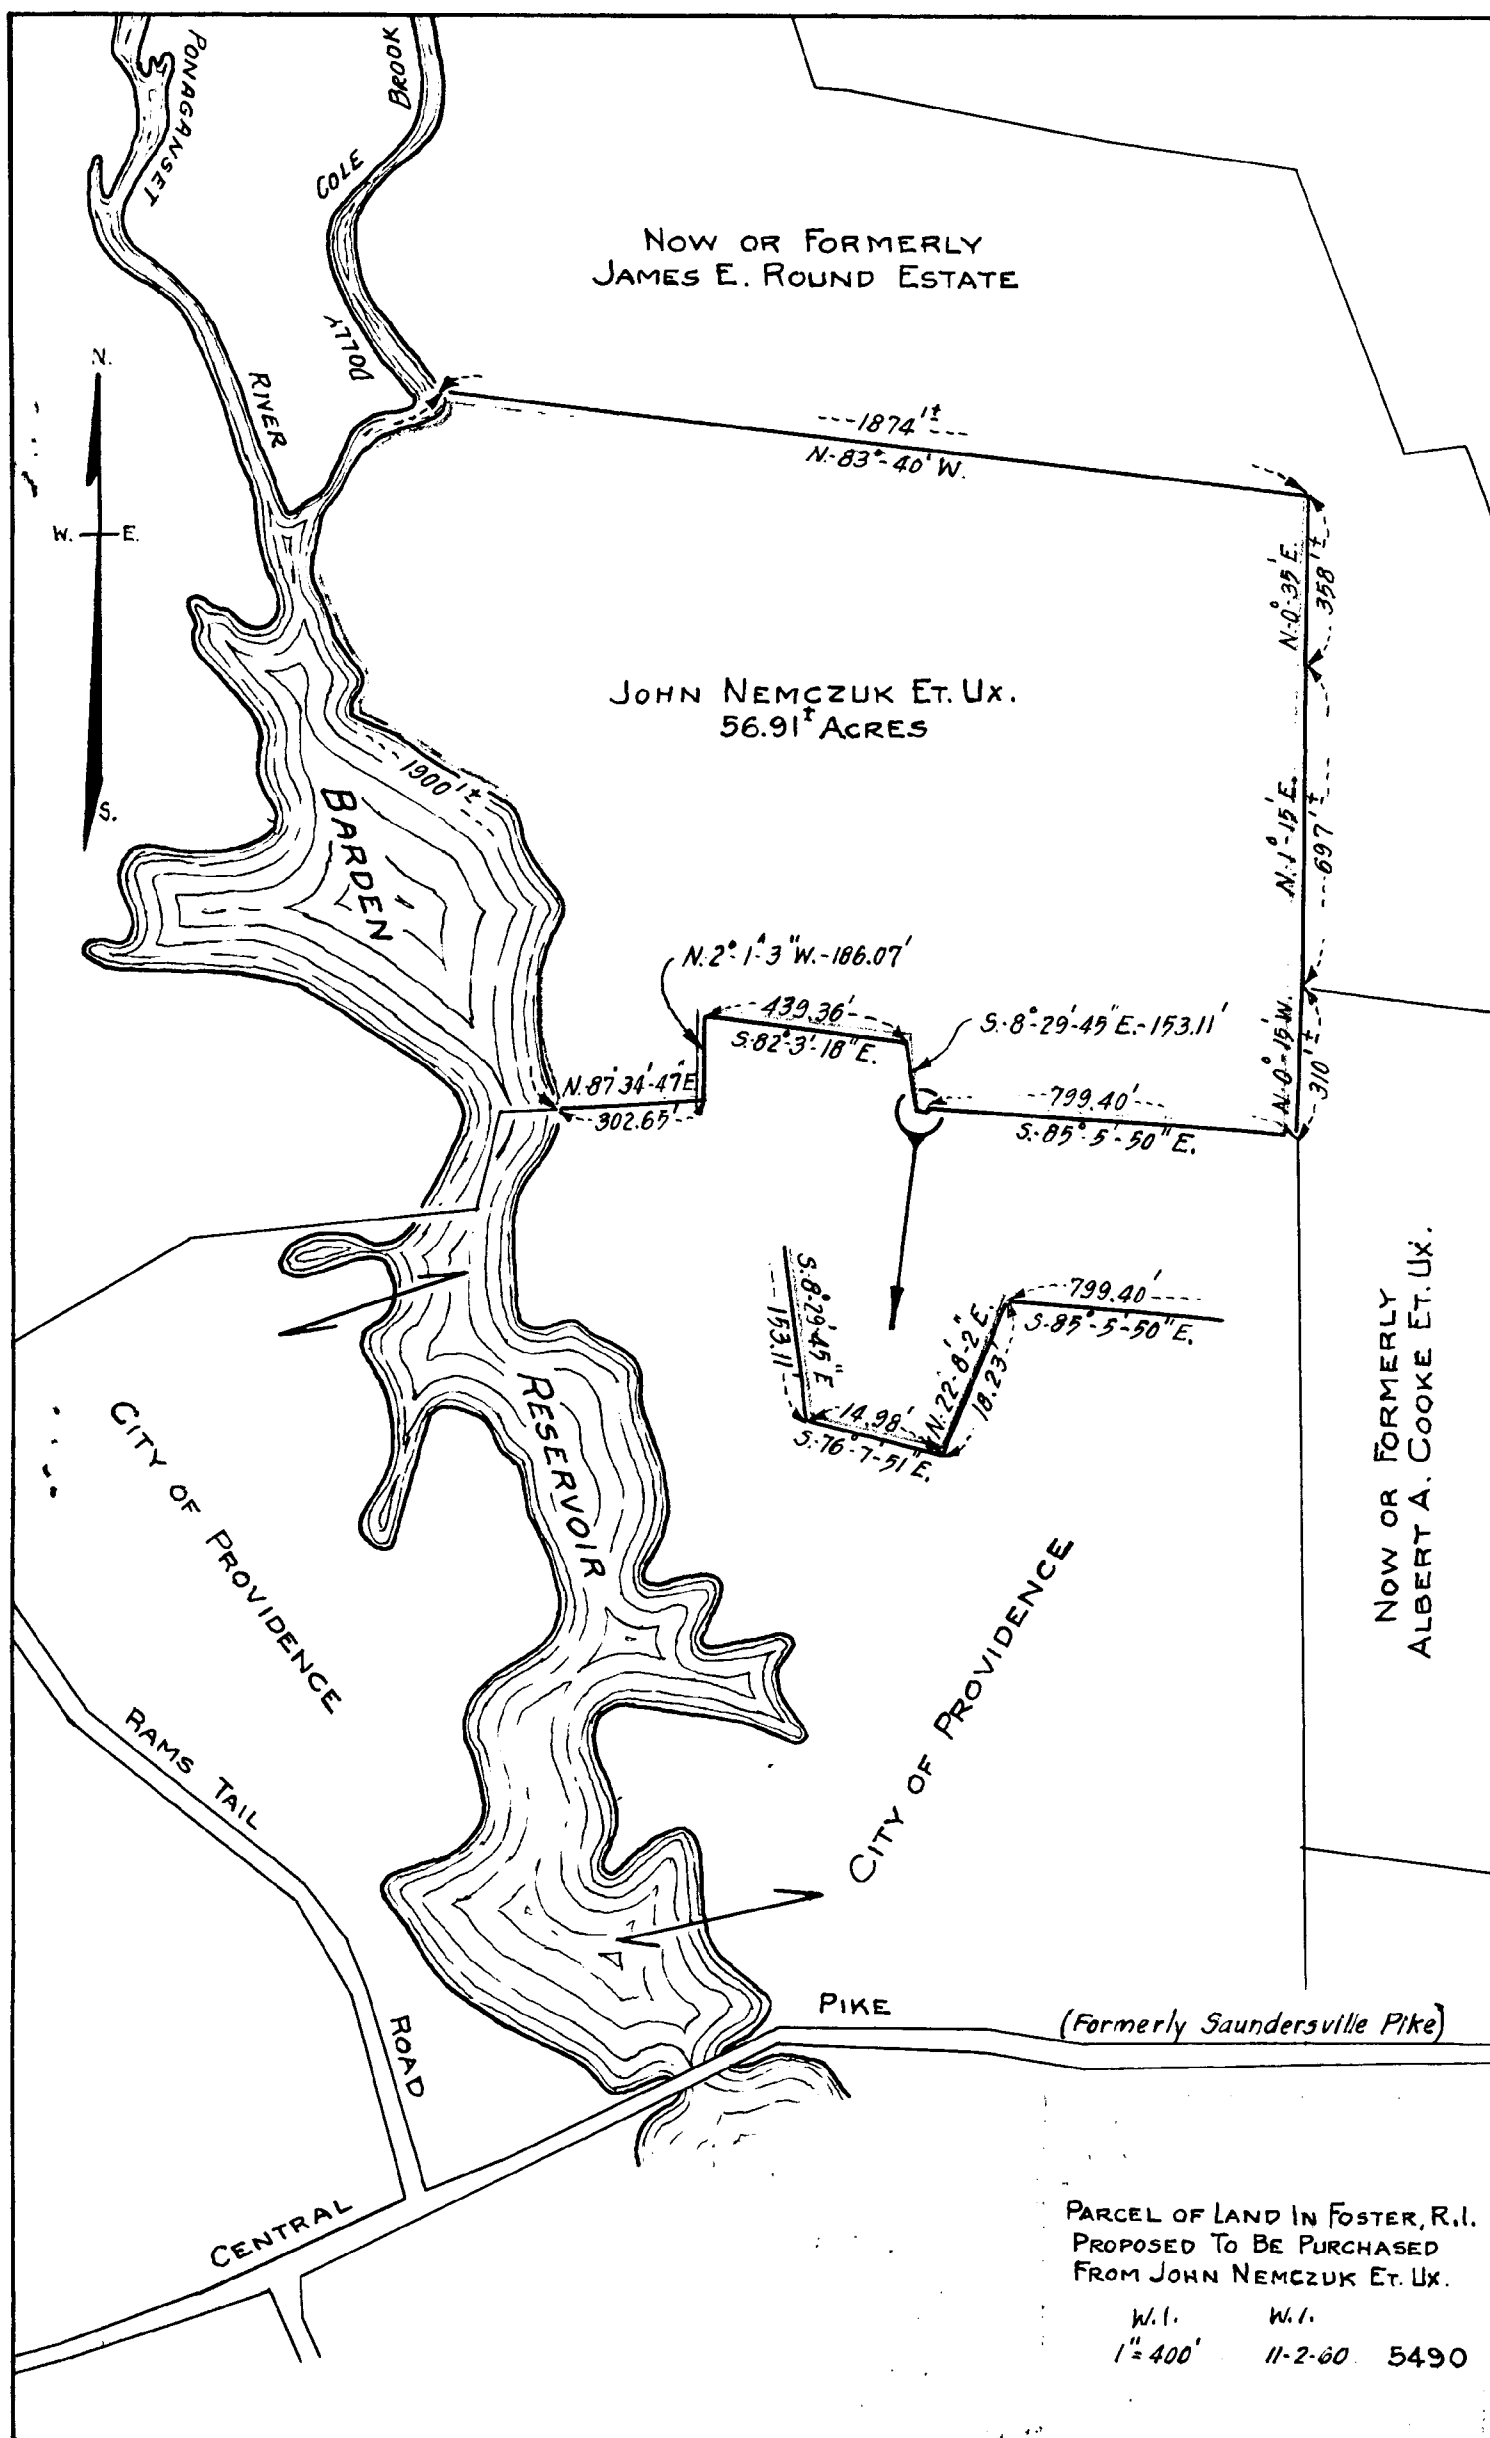 PONAGANSET
RIVER
DOLLY
COLE
BROOK
NOW OR FORMERLY
JAMES E. ROUND ESTATE
N.
W.
E.
S.
1874'±
N.-83°-40' W.
N.-0°-35' E.
358'±
N.-1°-15' E.
697'±
N.-0°-15' W.
310'±
JOHN NEMCZUK ET. UX.
56.91± ACRES
1900'±
BARDEN
RESERVOIR
N.-2°-1'-3" W.-186.07'
439.36'
S.-82°-3'-18" E.
S.-8°-29'-45" E.-153.11'
N.-87°34'-47" E
302.65'
799.40'
S.-85°-5'-50" E.
S.-8°-29'-45" E
153.11'
14.98'
S.-76°-7'-51" E.
N.-22°-8'-2" E.
18.23'
799.40'
S.-85°-5'-50" E.
NOW OR FORMERLY
ALBERT A. COOKE ET. UX.
CITY OF PROVIDENCE
CITY OF PROVIDENCE
RAMS TAIL
ROAD
CENTRAL
PIKE
(Formerly Saundersville Pike)
PARCEL OF LAND IN FOSTER, R.I.
PROPOSED TO BE PURCHASED
FROM JOHN NEMCZUK ET. UX.
W.I. W.I.
1"=400' 11-2-60 5490